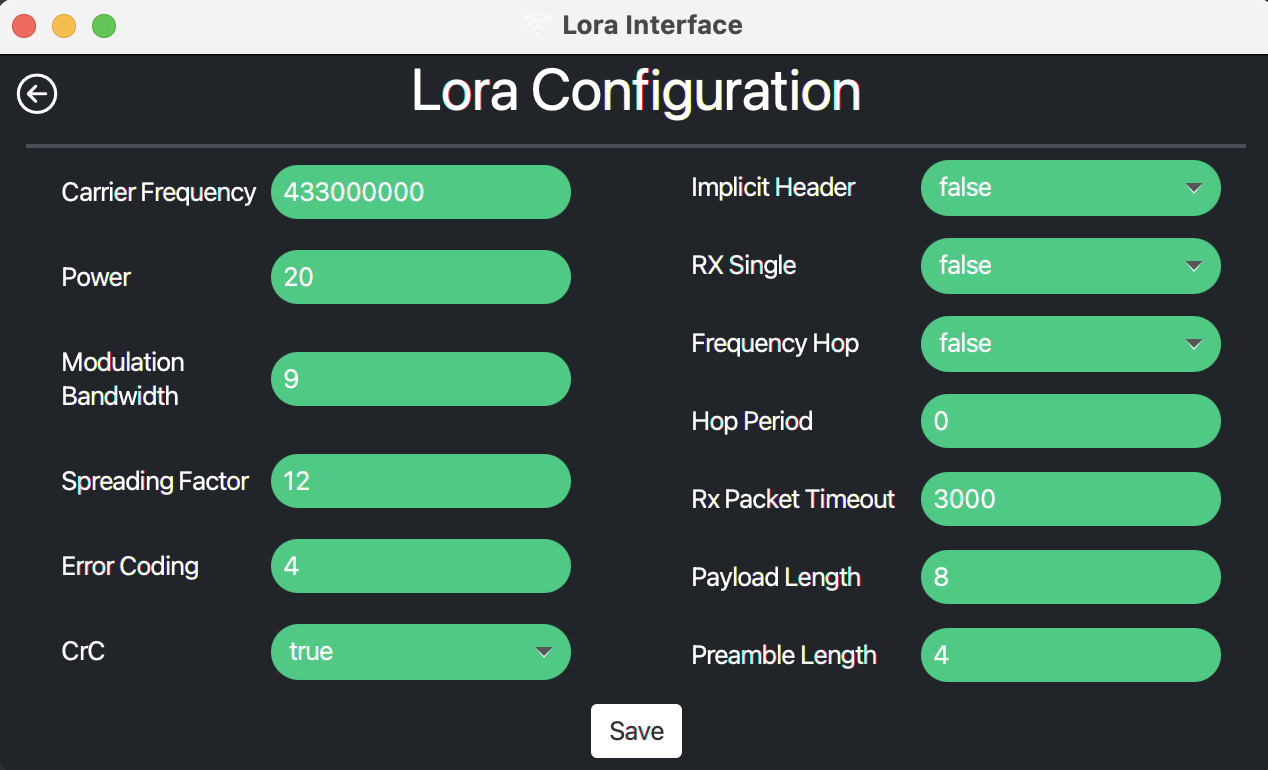 Lora Interface
Lora Configuration
Carrier Frequency 433000000
Power 20
Modulation
Bandwidth 9
Spreading Factor 12
Error Coding 4
CrC true
Implicit Header false
RX Single false
Frequency Hop false
Hop Period 0
Rx Packet Timeout 3000
Payload Length 8
Preamble Length 4
Save